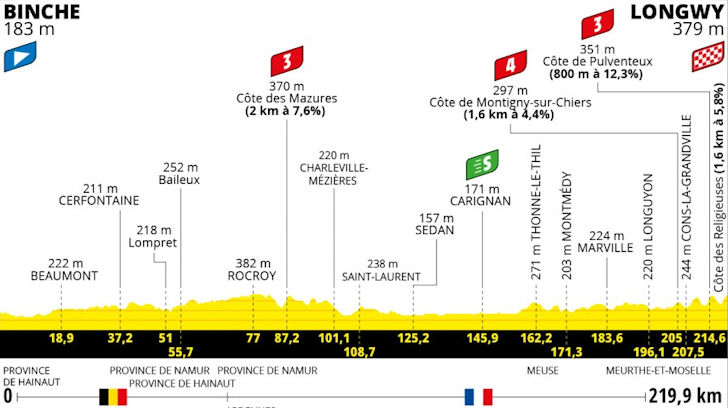 BINCHE
183 m
LONGWY
379 m
3
351 m
Côte de Pulventeux
(800 m à 12,3%)
3
370 m
Côte des Mazures
(2 km à 7,6%)
4
297 m
Côte de Montigny-sur-Chiers
(1,6 km à 4,4%)
Côte des Religieuses (1,6 km à 5,8%)
252 m
Baileux
220 m
CHARLEVILLE-
MÉZIÈRES
S
171 m
CARIGNAN
211 m
CERFONTAINE
218 m
Lompret
157 m
SEDAN
271 m THONNE-LE-THIL
203 m MONTMÉDY
224 m
MARVILLE
220 m LONGUYON
244 m CONS-LA-GRANDVILLE
222 m
BEAUMONT
382 m
ROCROY
238 m
SAINT-LAURENT
18,9 37,2 51 77 87,2 101,1 125,2 145,9 162,2 183,6 205 214,6
55,7 108,7 171,3 196,1 207,5
PROVINCE
DE HAINAUT
PROVINCE DE NAMUR
PROVINCE DE HAINAUT
PROVINCE DE NAMUR
MEUSE
MEURTHE-ET-MOSELLE
0
219,9 km